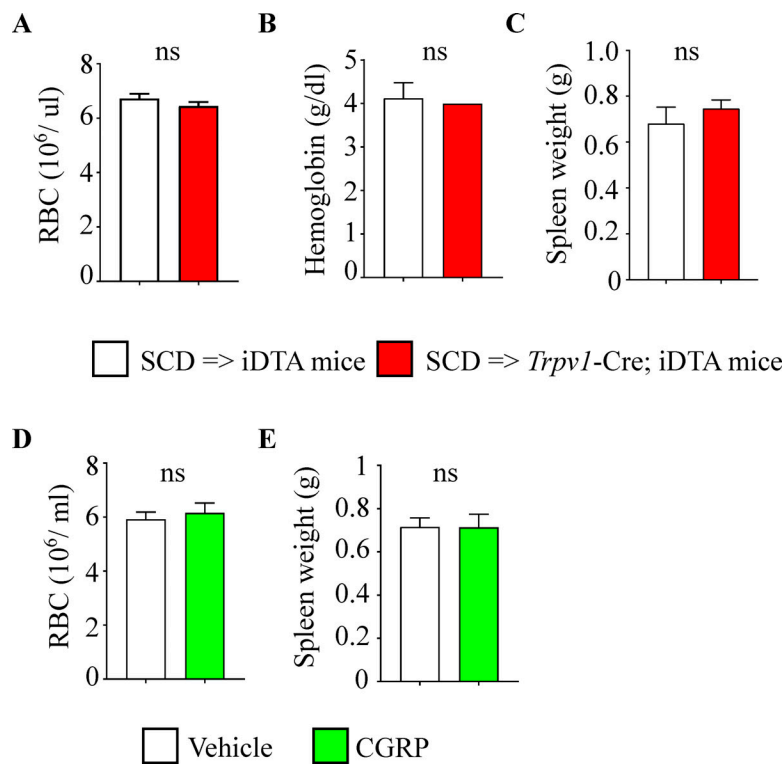 A
ns
RBC (10⁶/ ul)
8
6
4
2
0
B
ns
Hemoglobin (g/dl)
5
4
3
2
1
0
C
ns
Spleen weight (g)
1.0
0.8
0.6
0.4
0.2
0
SCD => iDTA mice
SCD => Trpv1-Cre; iDTA mice
D
ns
RBC (10⁶/ ml)
8
6
4
2
0
E
ns
Spleen weight (g)
1
0.8
0.6
0.4
0.2
0
Vehicle
CGRP